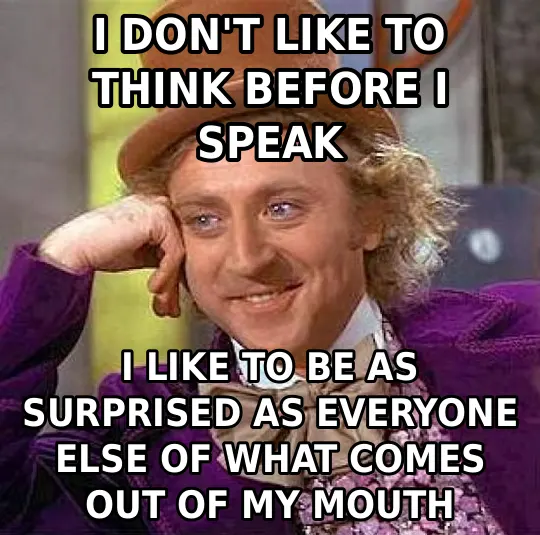 I DON'T LIKE TO
THINK BEFORE I
SPEAK
I LIKE TO BE AS
SURPRISED AS EVERYONE
ELSE OF WHAT COMES
OUT OF MY MOUTH